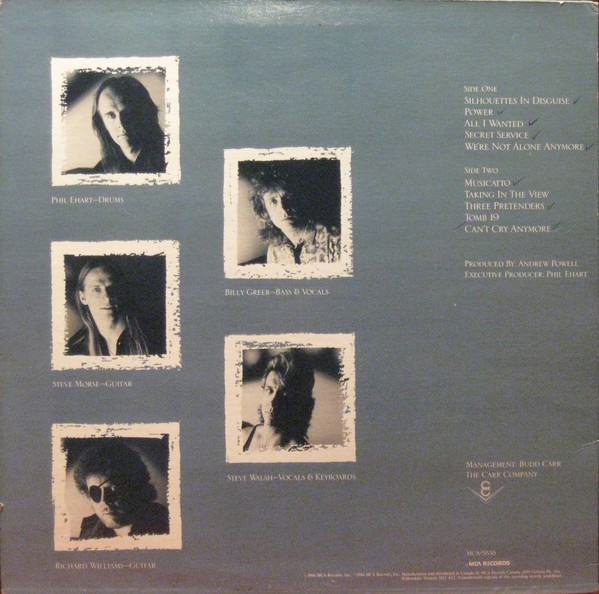 Phil Ehart–Drums
Billy Greer–Bass & Vocals
Steve Morse–Guitar
Steve Walsh–Vocals & Keyboards
Richard Williams–Guitar
Side One
Silhouettes In Disguise
Power
All I Wanted
Secret Service
We're Not Alone Anymore
Side Two
Musicatto
Taking In The View
Three Pretenders
Tomb 19
Can't Cry Anymore
Produced By: Andrew Powell
Executive Producer: Phil Ehart
Management: Budd Carr
The Carr Company
MCA RECORDS